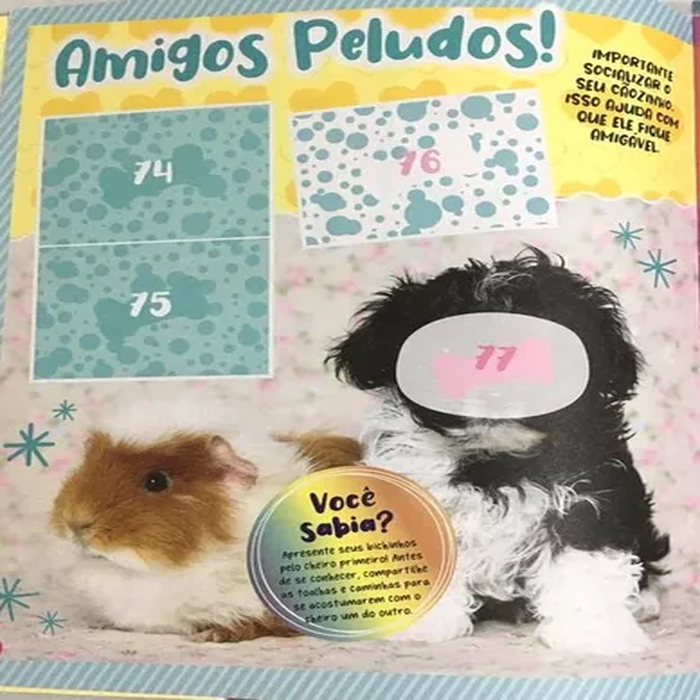 Amigos Peludos!
IMPORTANTE
SOCIALIZAR O
SEU CÃOZINHO.
ISSO AJUDA COM
QUE ELE FIQUE
AMIGÁVEL.
74
76
75
77
Você
Sabia?
Apresente seus bichinhos
pelo cheiro primeiro! Antes
de se conhecer, compartilhe
as toalhas e caminhas para
se acostumarem com o
cheiro um do outro.